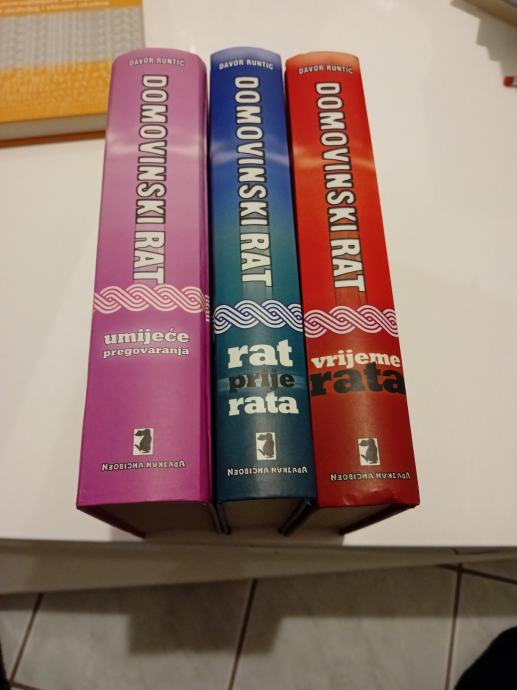 DAVOR RUNTIĆ
DOMOVINSKI RAT
umijeće
pregovaranja
DAVOR RUNTIĆ
DOMOVINSKI RAT
rat
prije
rata
DAVOR RUNTIĆ
DOMOVINSKI RAT
vrijeme
rata